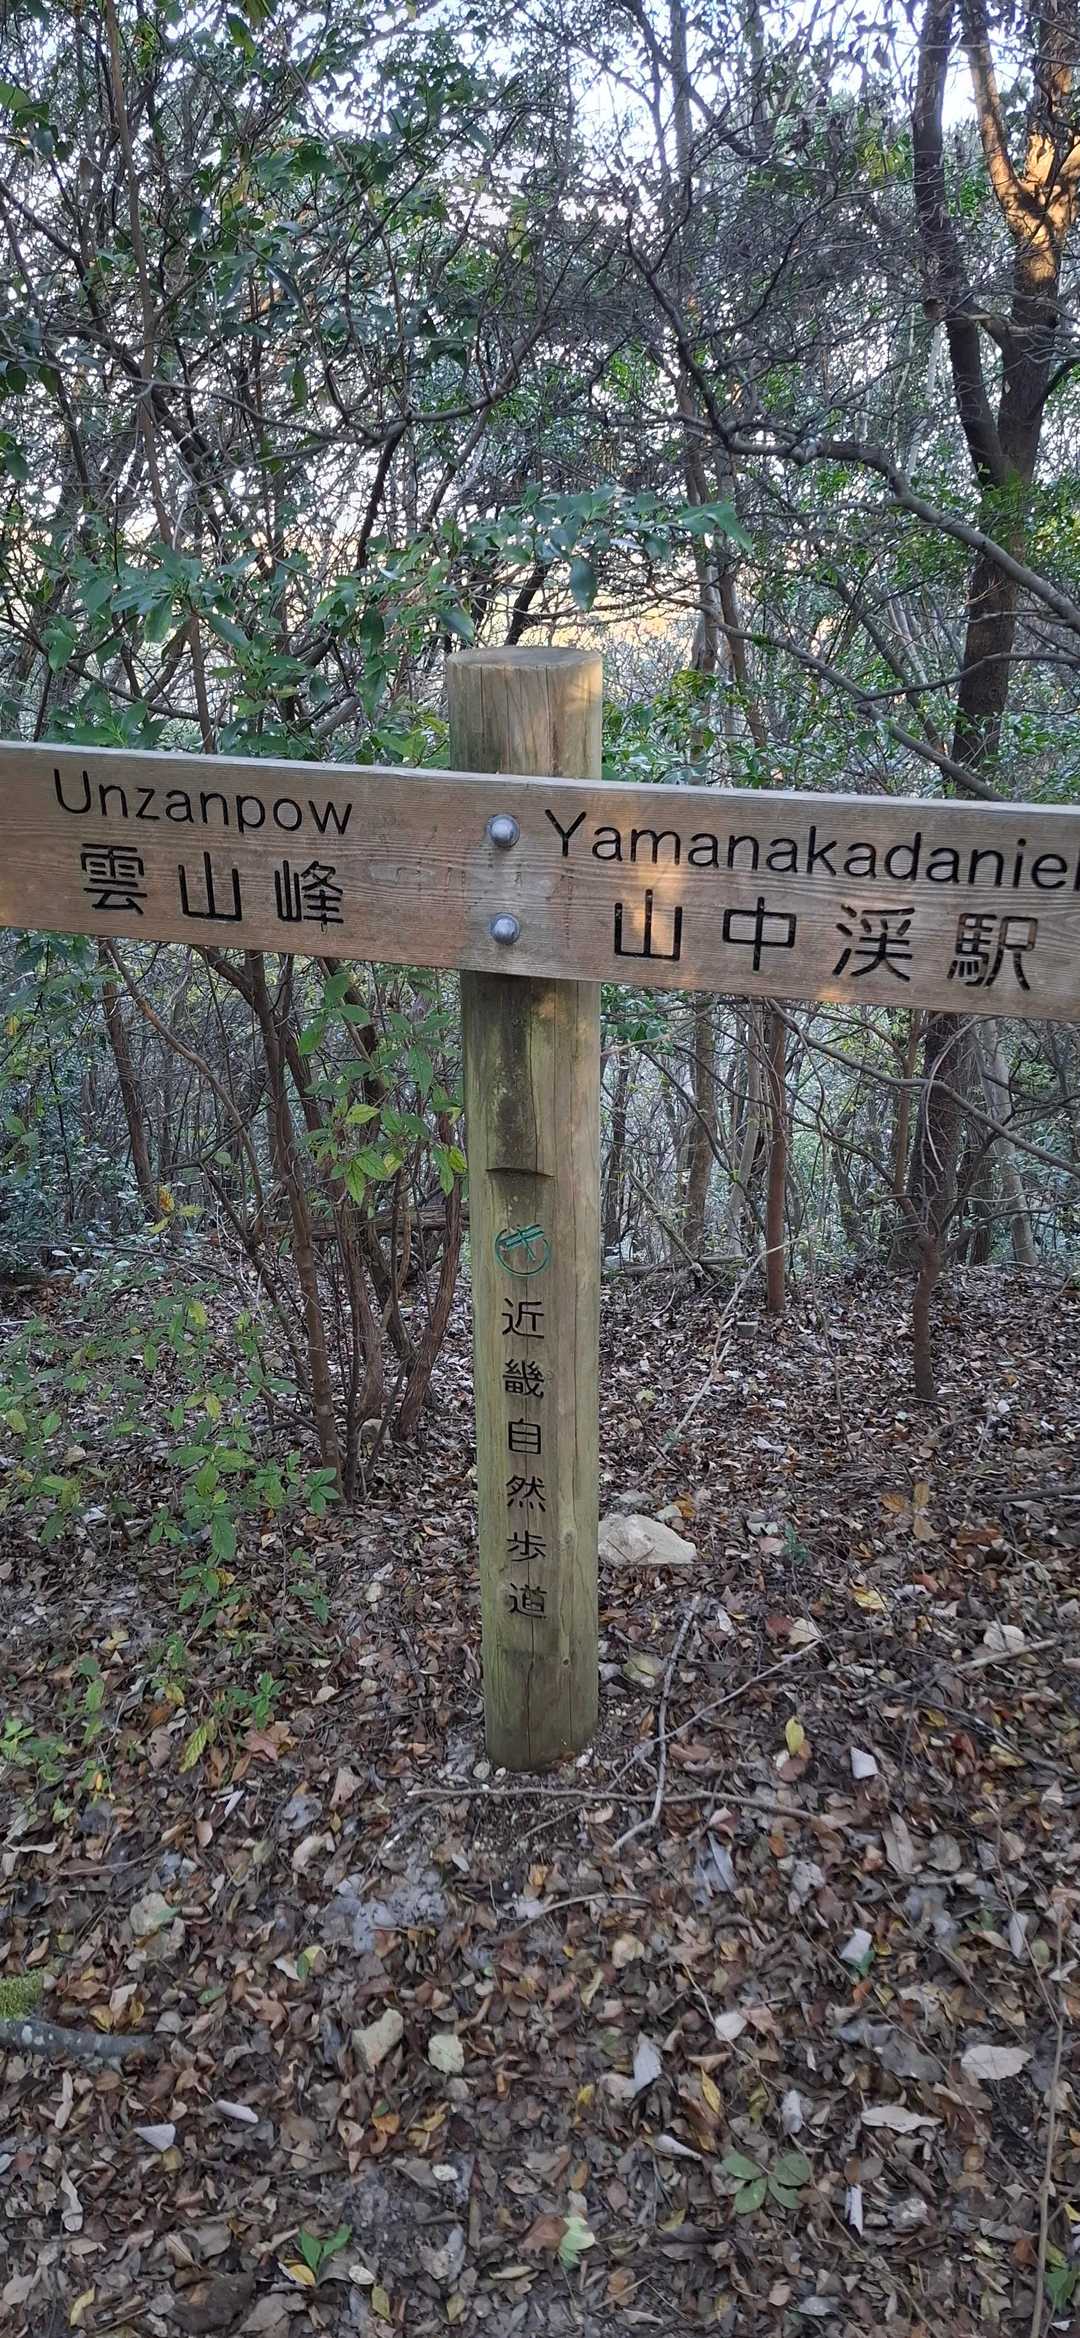 Unzanpow
雲山峰
Yamanakadanie
山中渓駅
近畿自然歩道